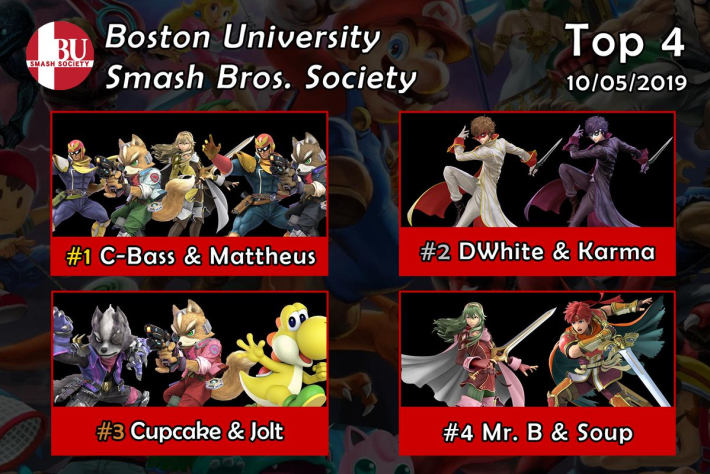 BU
SMASH SOCIETY
Boston University
Smash Bros. Society
Top 4
10/05/2019
#1 C-Bass & Mattheus
#2 DWhite & Karma
#3 Cupcake & Jolt
#4 Mr. B & Soup